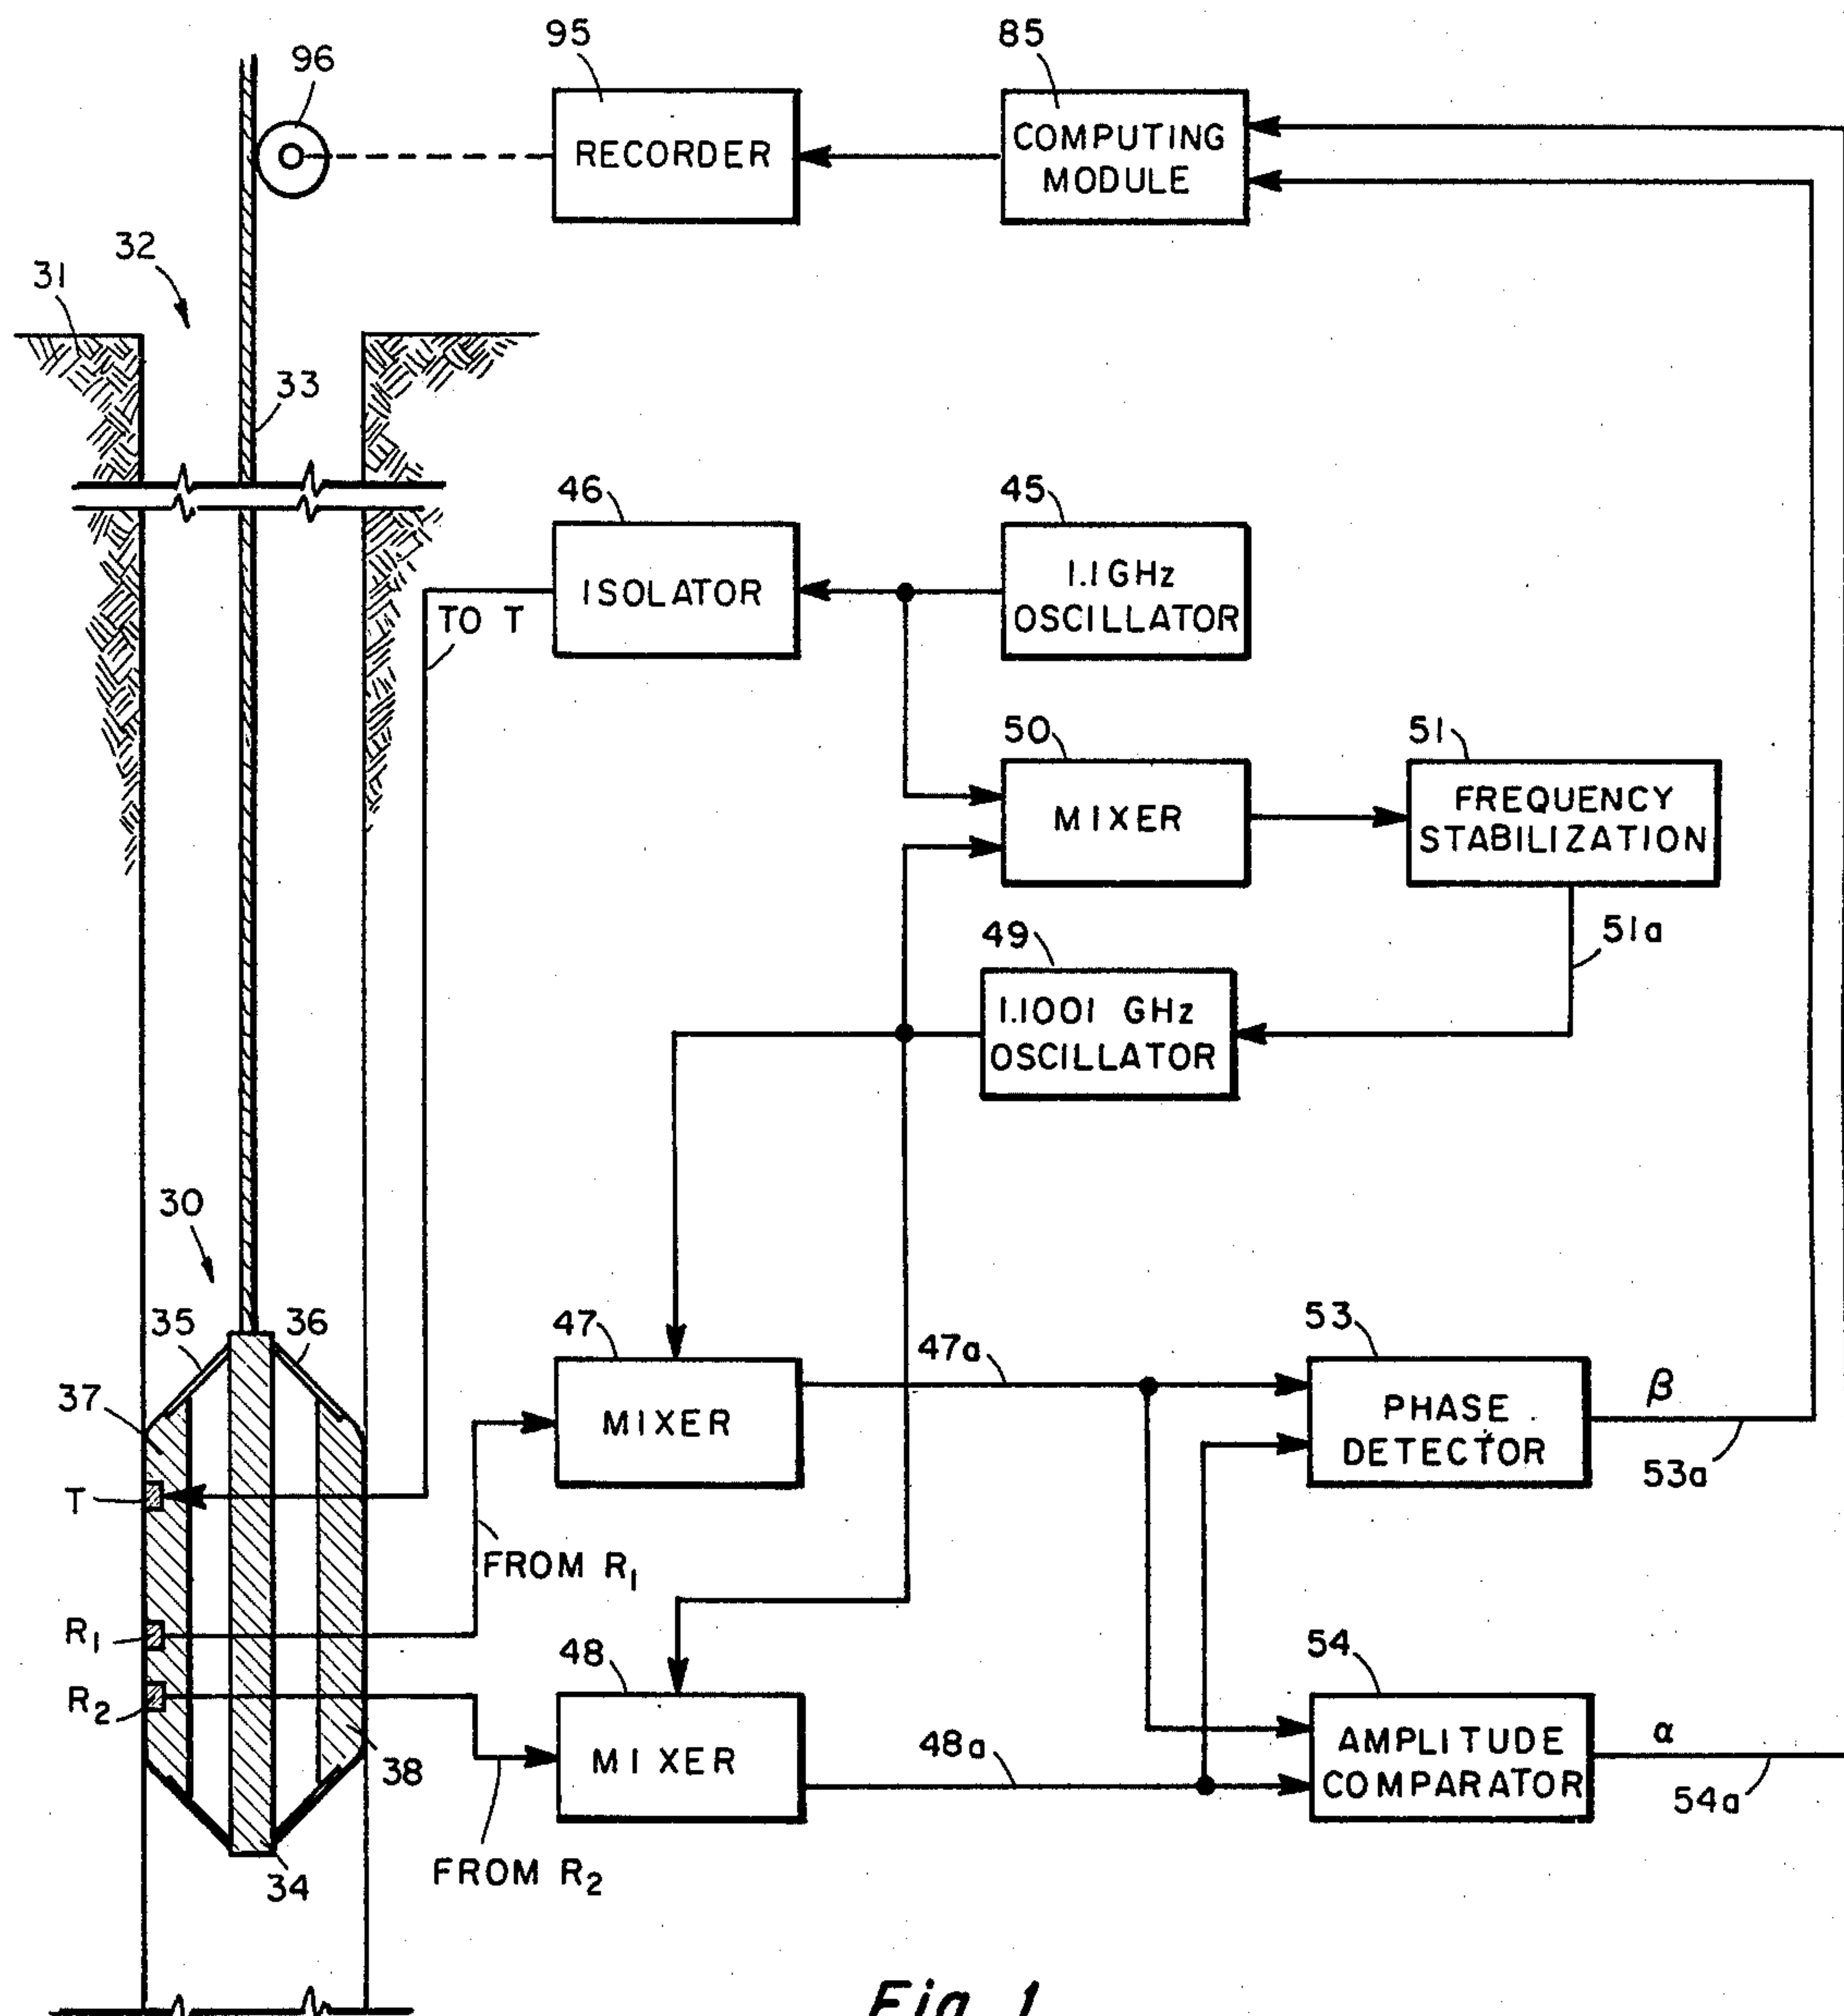 96
95
85
RECORDER
COMPUTING
MODULE
32
31
33
46
45
ISOLATOR
1.1GHz
OSCILLATOR
TO T
50
51
MIXER
FREQUENCY
STABILIZATION
49
51a
1.1001 GHz
OSCILLATOR
30
35
36
37
47
47a
53
MIXER
PHASE
DETECTOR
β
53a
T
FROM R1
R1
R2
48
48a
54
MIXER
AMPLITUDE
COMPARATOR
α
54a
38
34
FROM R2
Fig. 1